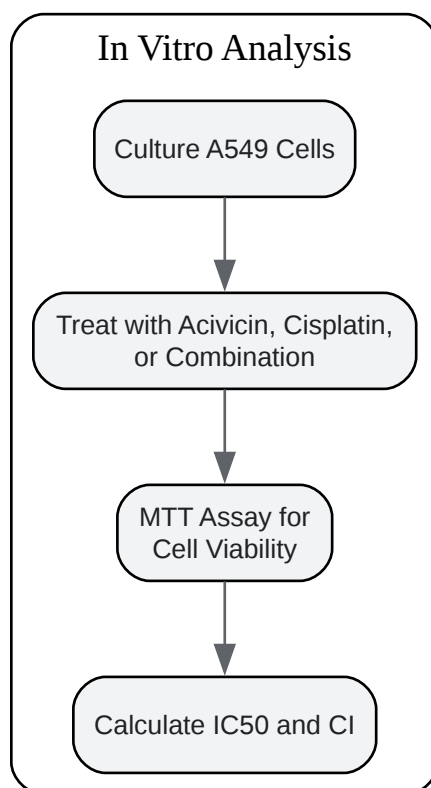 In Vitro Analysis
Culture A549 Cells
Treat with Acivicin, Cisplatin,
or Combination
MTT Assay for
Cell Viability
Calculate IC50 and CI